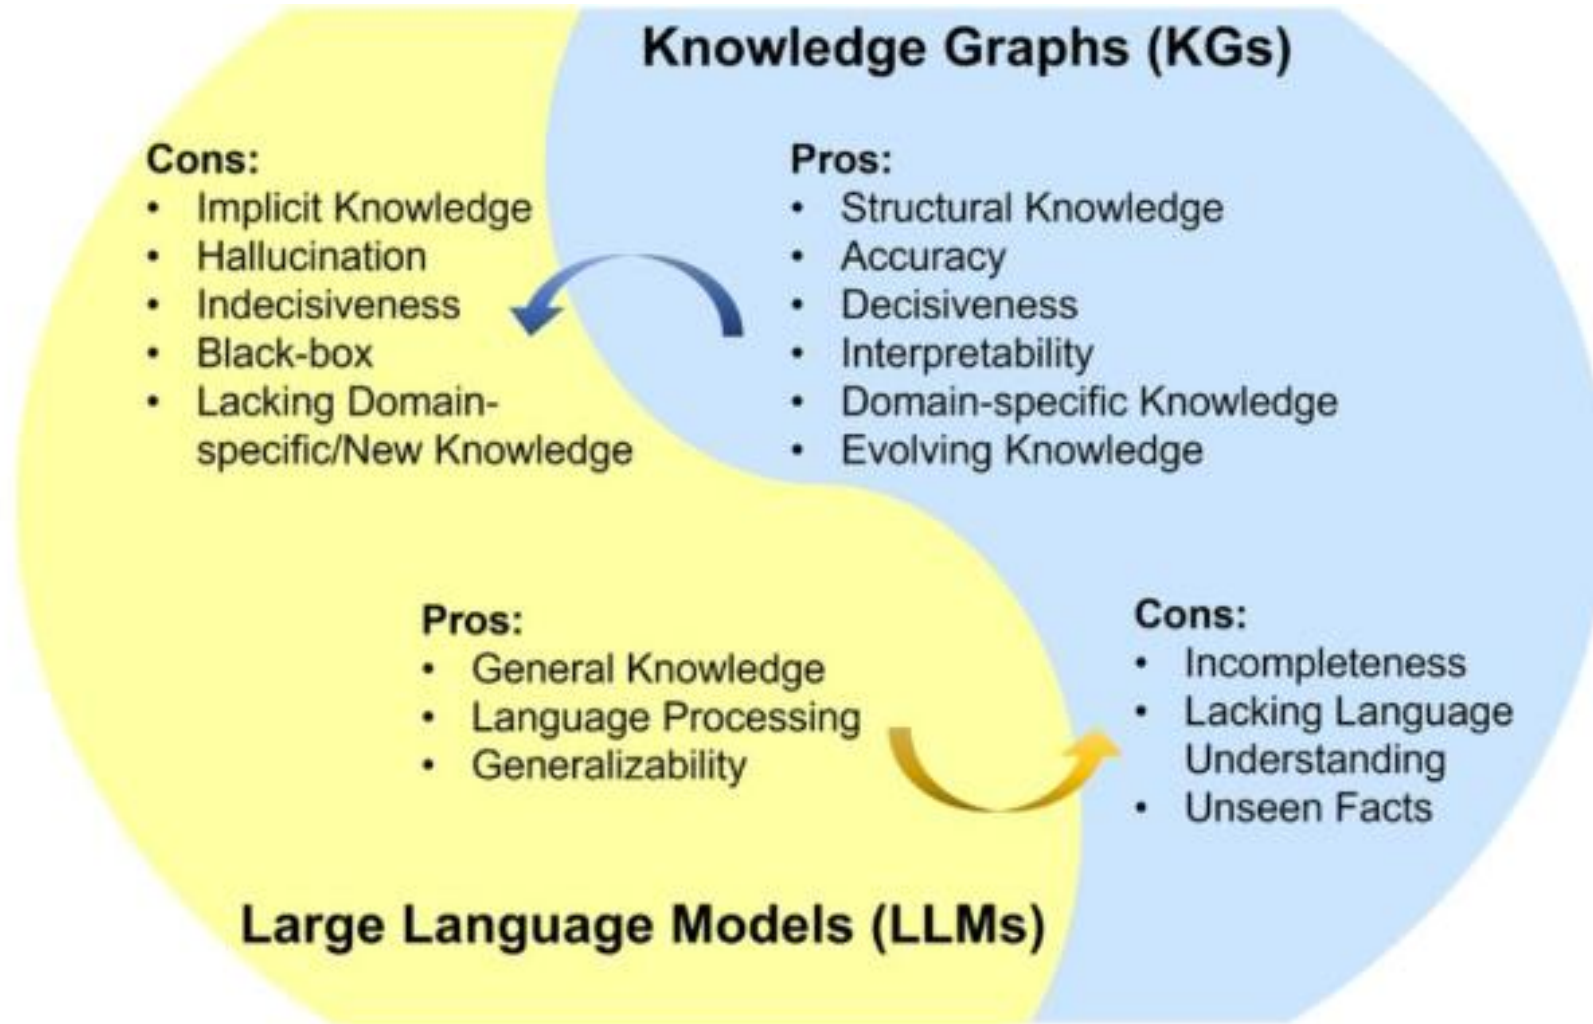 Knowledge Graphs (KGs)
Cons:
• Implicit Knowledge
• Hallucination
• Indecisiveness
• Black-box
• Lacking Domain-
specific/New Knowledge
Pros:
• Structural Knowledge
• Accuracy
• Decisiveness
• Interpretability
• Domain-specific Knowledge
• Evolving Knowledge
Pros:
• General Knowledge
• Language Processing
• Generalizability
Cons:
• Incompleteness
• Lacking Language
Understanding
• Unseen Facts
Large Language Models (LLMs)